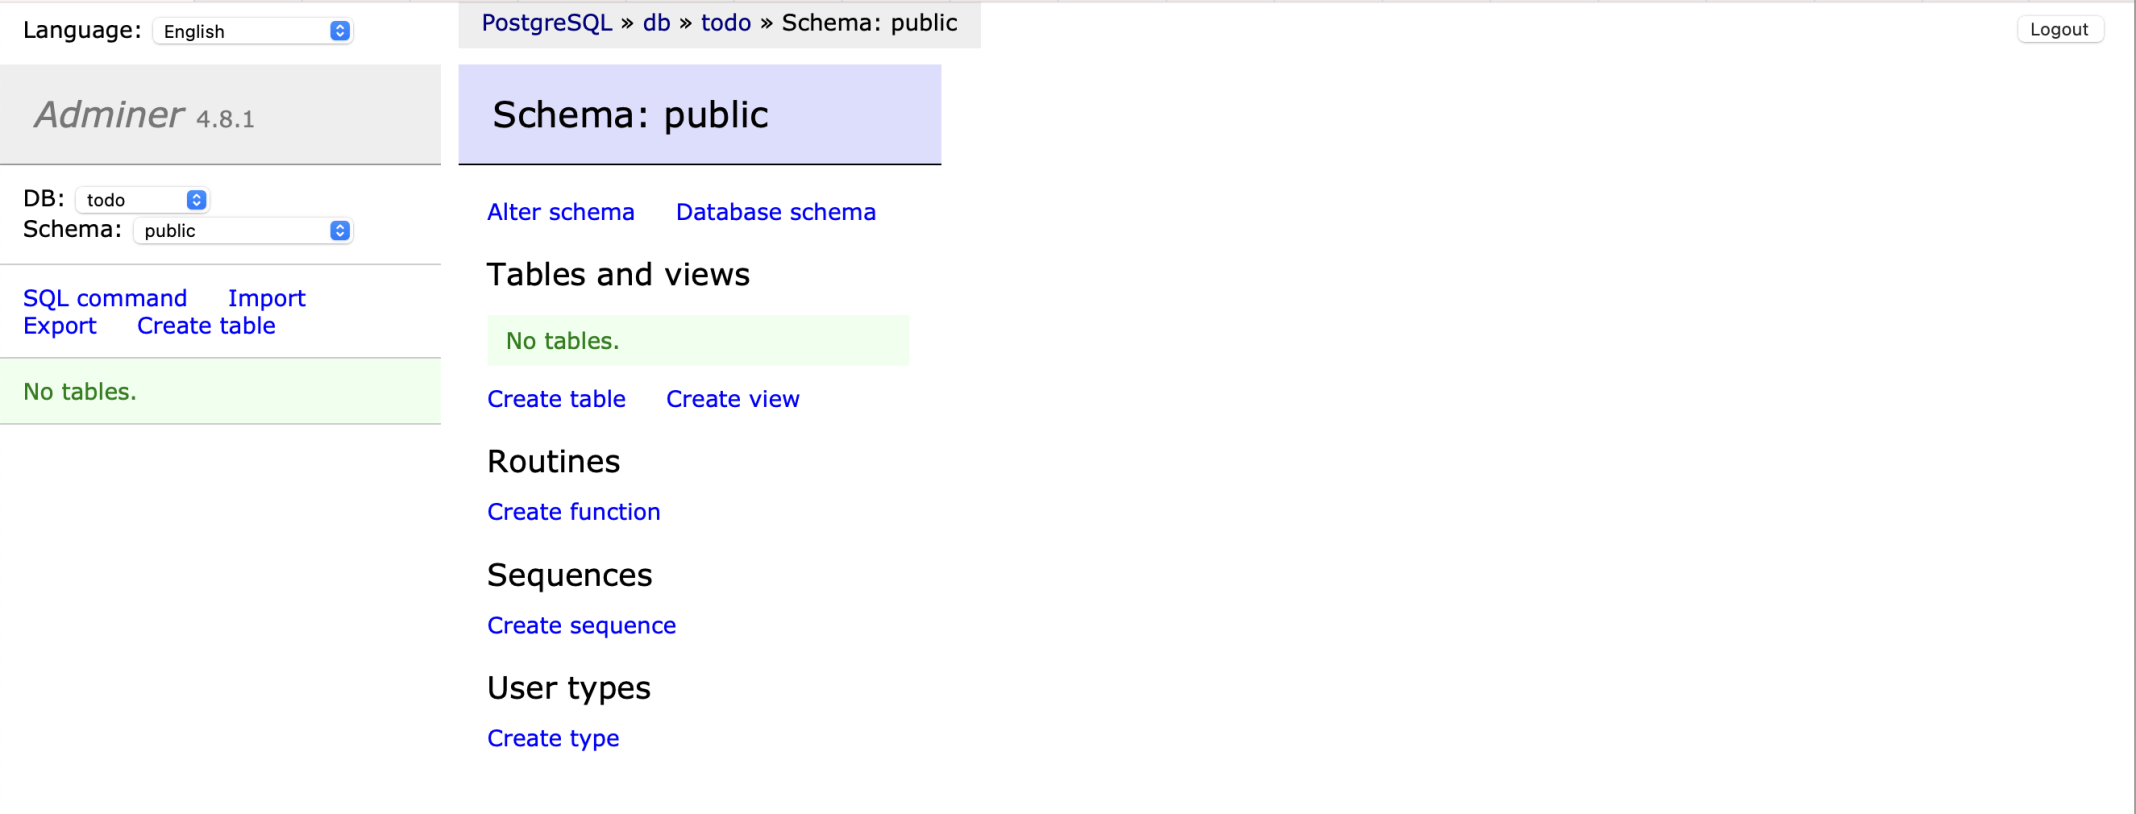 Language: English
PostgreSQL » db » todo » Schema: public
Logout
Adminer 4.8.1
DB: todo
Schema: public
SQL command Import
Export Create table
No tables.
Schema: public
Alter schema Database schema
Tables and views
No tables.
Create table Create view
Routines
Create function
Sequences
Create sequence
User types
Create type